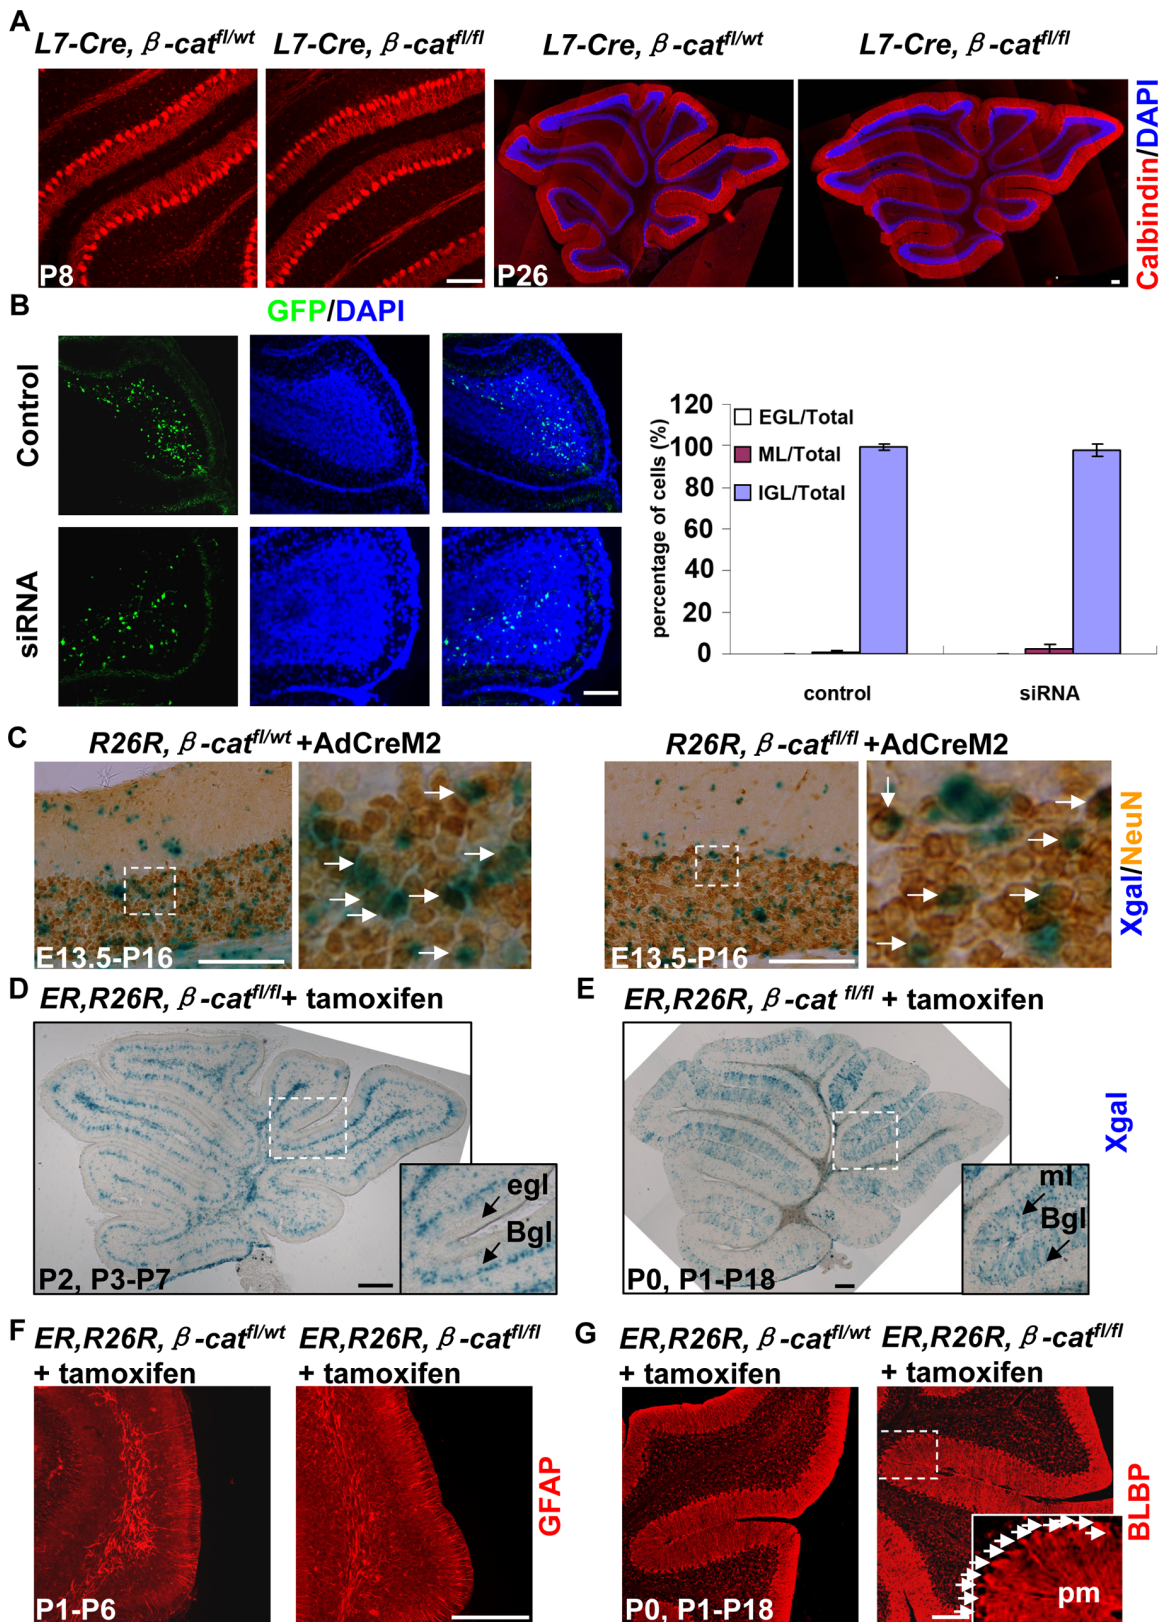 A
L7-Cre, β-cat^fl/wt L7-Cre, β-cat^fl/fl L7-Cre, β-cat^fl/wt L7-Cre, β-cat^fl/fl
P8
P26
Calbindin/DAPI
B
GFP/DAPI
Control
siRNA
percentage of cells (%)
120
100
80
60
40
20
0
EGL/Total
ML/Total
IGL/Total
control
siRNA
C
R26R, β-cat^fl/wt +AdCreM2
R26R, β-cat^fl/fl +AdCreM2
E13.5-P16
E13.5-P16
Xgal/NeuN
D
ER,R26R, β-cat^fl/fl + tamoxifen
egl
Bgl
P2, P3-P7
E
ER,R26R, β-cat ^fl/fl + tamoxifen
ml
Bgl
P0, P1-P18
Xgal
F
ER,R26R, β-cat^fl/wt
+ tamoxifen
ER,R26R, β-cat^fl/fl
+ tamoxifen
P1-P6
GFAP
G
ER,R26R, β-cat^fl/wt
+ tamoxifen
ER,R26R, β-cat^fl/fl
+ tamoxifen
P0, P1-P18
pm
BLBP